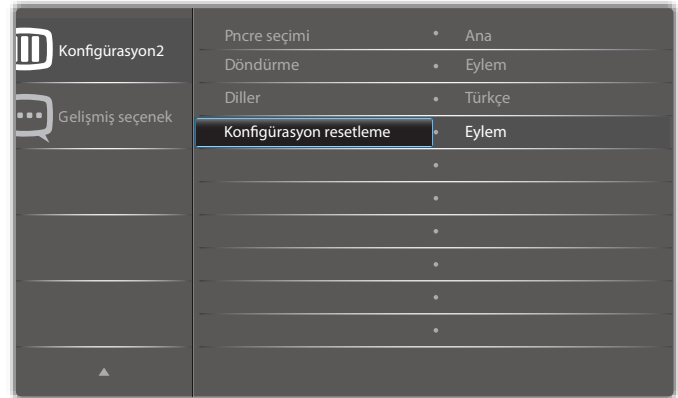 Konfigürasyon2
Gelişmiş seçenek
Pncre seçimi • Ana
Döndürme • Eylem
Diller • Türkçe
Konfigürasyon resetleme • Eylem